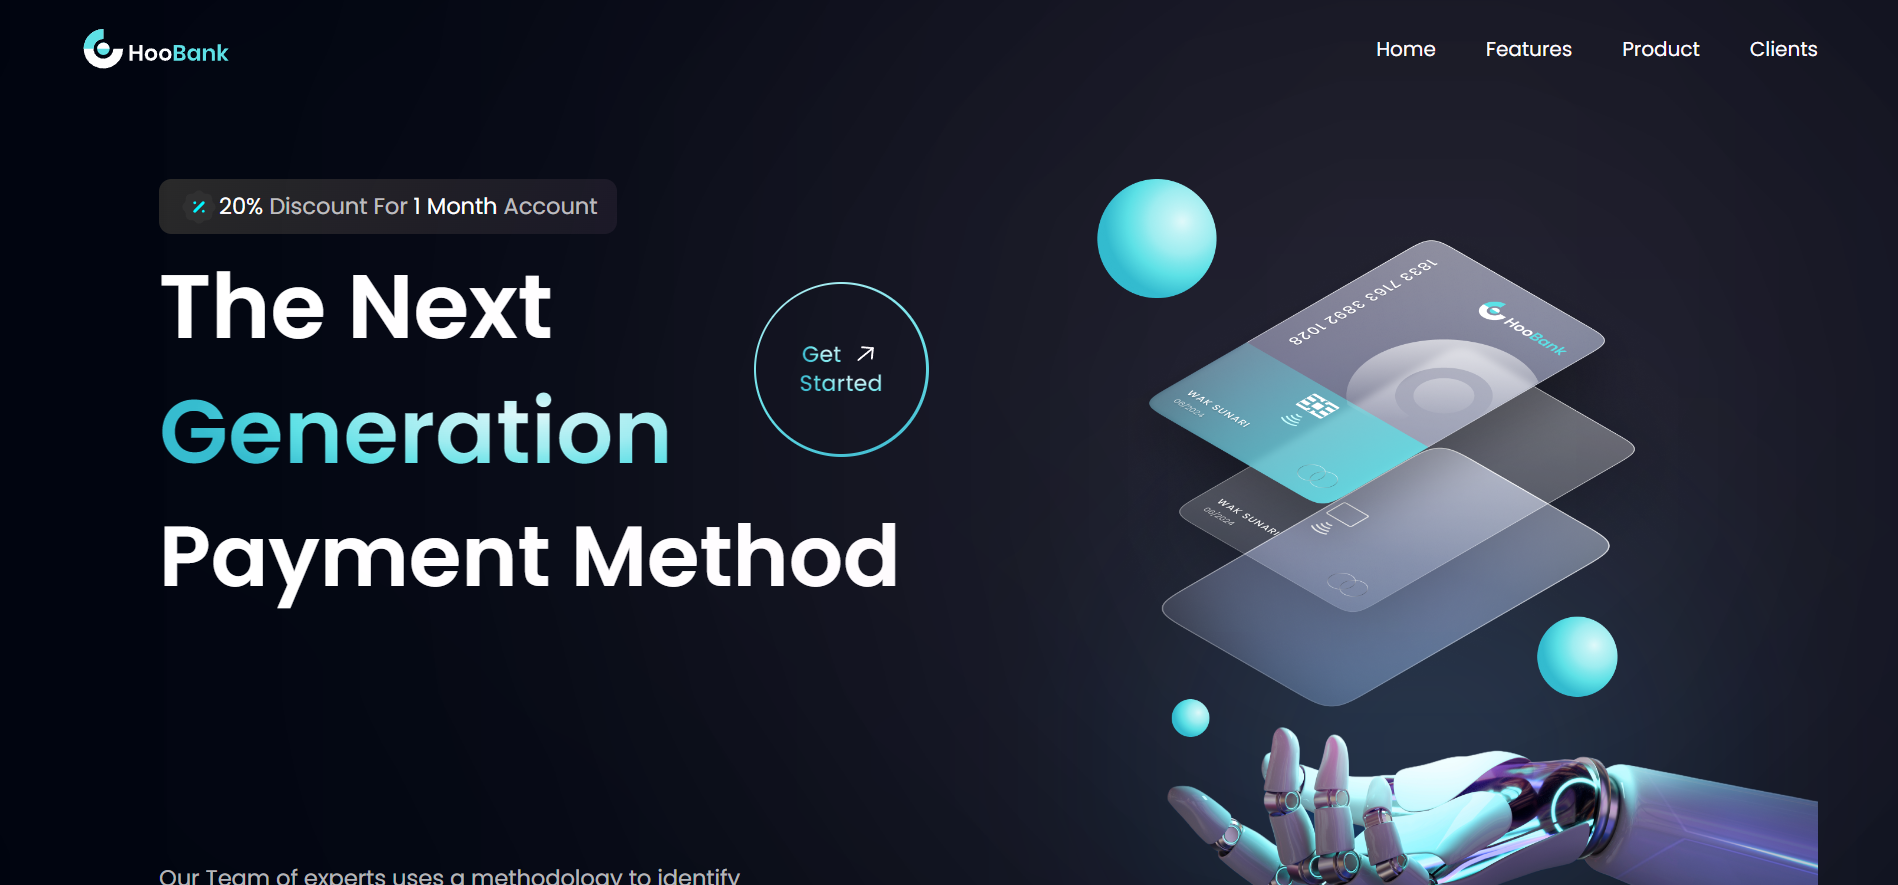 HooBank
Home Features Product Clients
20% Discount For 1 Month Account
The Next
Generation
Payment Method
Get
Started
1833 7163 3892 1028
HooBank
WAK SUNARI
08/2024
WAK SUNARI
08/2024
Our Team of experts uses a methodology to identify